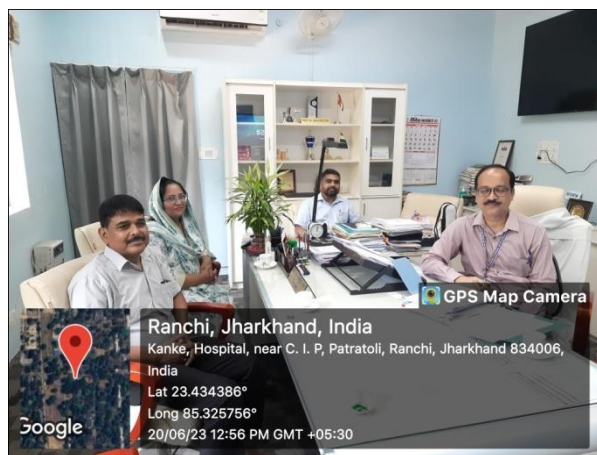 GPS Map Camera
Ranchi, Jharkhand, India
Kanke, Hospital, near C. I. P, Patratoli, Ranchi, Jharkhand 834006,
India
Lat 23.434386°
Long 85.325756°
20/06/23 12:56 PM GMT +05:30
Google